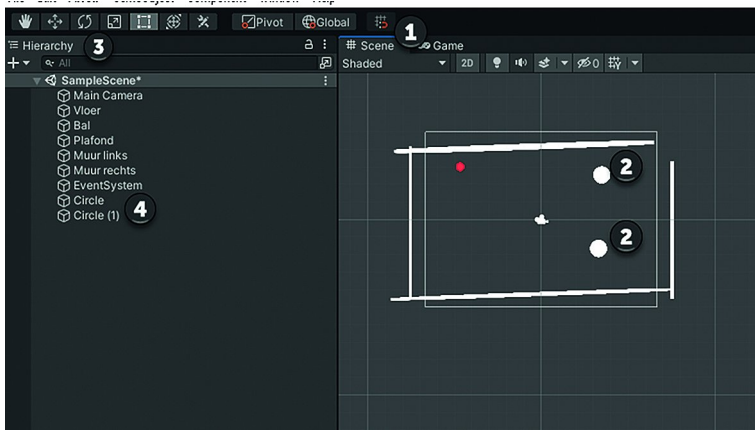 Pivot Global
Hierarchy 3
1
Scene Game
All
Shaded 2D 0
SampleScene*
Main Camera
Vloer
Bal
Plafond
Muur links
Muur rechts
EventSystem
Circle
Circle (1) 4
2
2